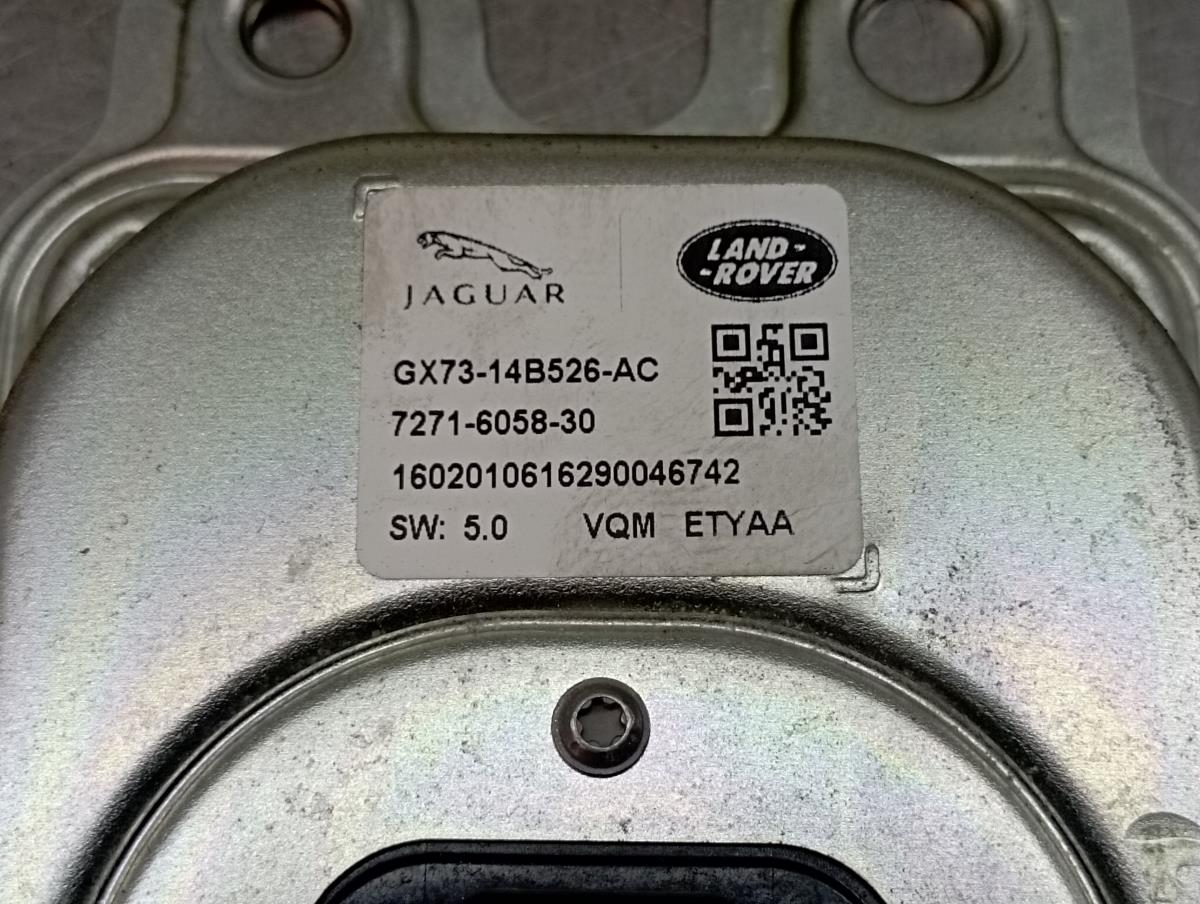 JAGUAR
LAND-
-ROVER
GX73-14B526-AC
7271-6058-30
1602010616290046742
SW: 5.0 VQM ETYAA